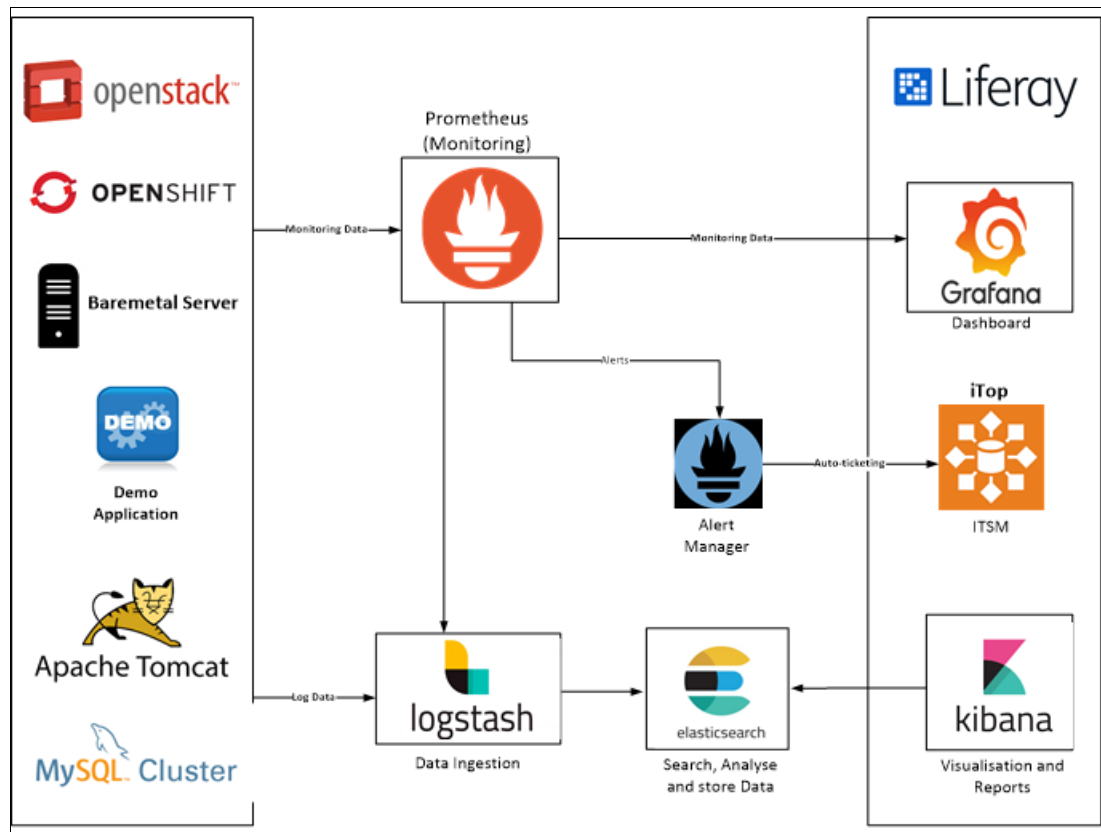 openstack™
OPENSHIFT
Baremetal Server
DEMO
Demo
Application
Apache Tomcat
MySQL™ Cluster
Monitoring Data
Log Data
Prometheus
(Monitoring)
Monitoring Data
Alerts
Alert
Manager
Auto-ticketing
logstash
Data Ingestion
elasticsearch
Search, Analyse
and store Data
Liferay
Grafana
Dashboard
iTop
ITSM
kibana
Visualisation and
Reports